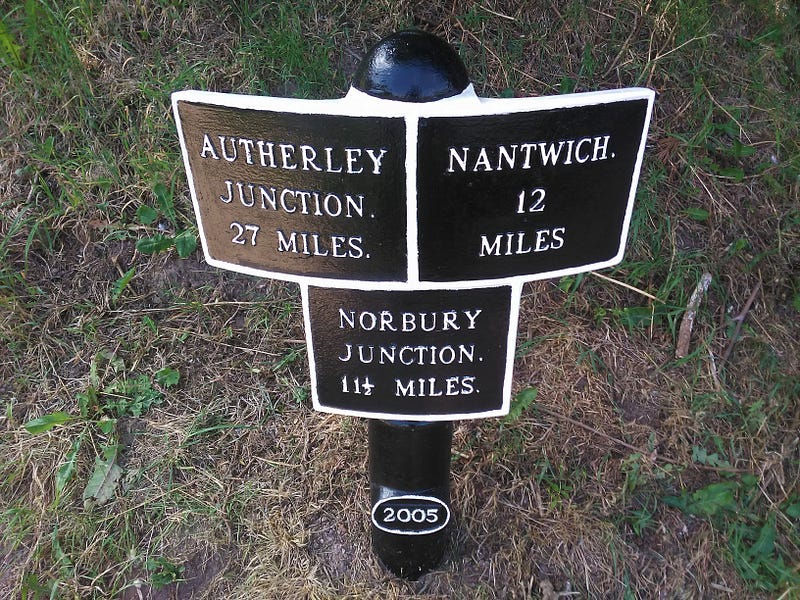 AUTHERLEY
JUNCTION.
27 MILES.
NANTWICH.
12
MILES
NORBURY
JUNCTION.
11½ MILES.
2005